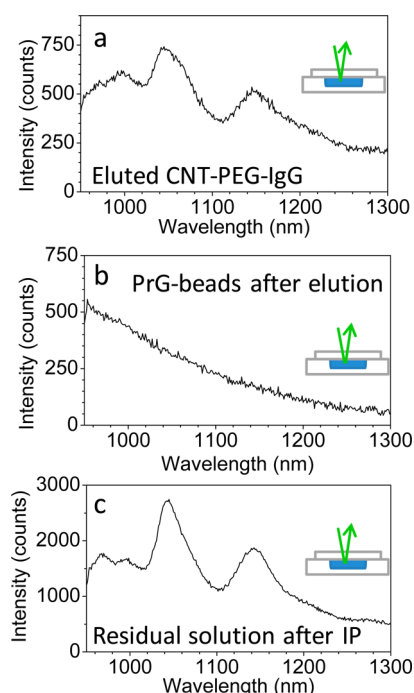 a
750
500
250
0
Intensity (counts)
Eluted CNT-PEG-IgG
1000 1100 1200 1300
Wavelength (nm)
b
PrG-beads after elution
750
500
250
0
Intensity (counts)
1000 1100 1200 1300
Wavelength (nm)
c
3000
2000
1000
0
Intensity (counts)
Residual solution after IP
1000 1100 1200 1300
Wavelength (nm)